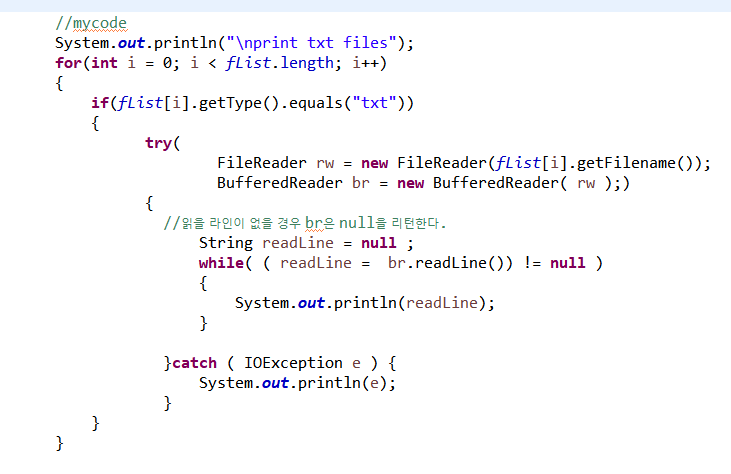 //mycode
System.out.println("\nprint txt files");
for(int i = 0; i < fList.length; i++)
{
if(fList[i].getType().equals("txt"))
{
try(
FileReader rw = new FileReader(fList[i].getFilename());
BufferedReader br = new BufferedReader( rw );)
{
//읽을 라인이 없을 경우 br은 null을 리턴한다.
String readLine = null ;
while( ( readLine =  br.readLine()) != null )
{
System.out.println(readLine);
}
}catch ( IOException e ) {
System.out.println(e);
}
}
}